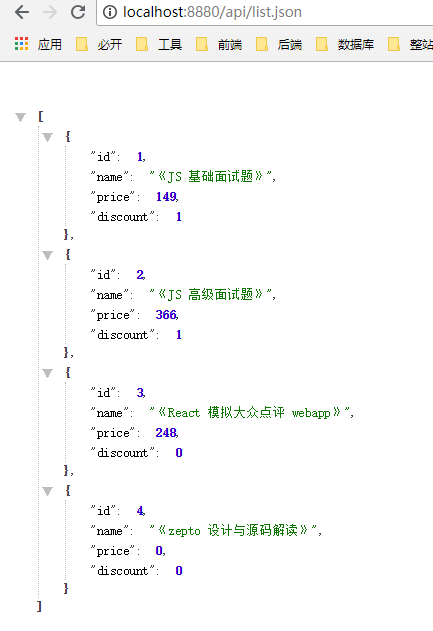 localhost:8880/api/list.json
应用 必开 工具 前端 后端 数据库 整站
[
{
"id": 1,
"name": "《JS 基础面试题》",
"price": 149,
"discount": 1
},
{
"id": 2,
"name": "《JS 高级面试题》",
"price": 366,
"discount": 1
},
{
"id": 3,
"name": "《React 模拟大众点评 webapp》",
"price": 248,
"discount": 0
},
{
"id": 4,
"name": "《zepto 设计与源码解读》",
"price": 0,
"discount": 0
}
]